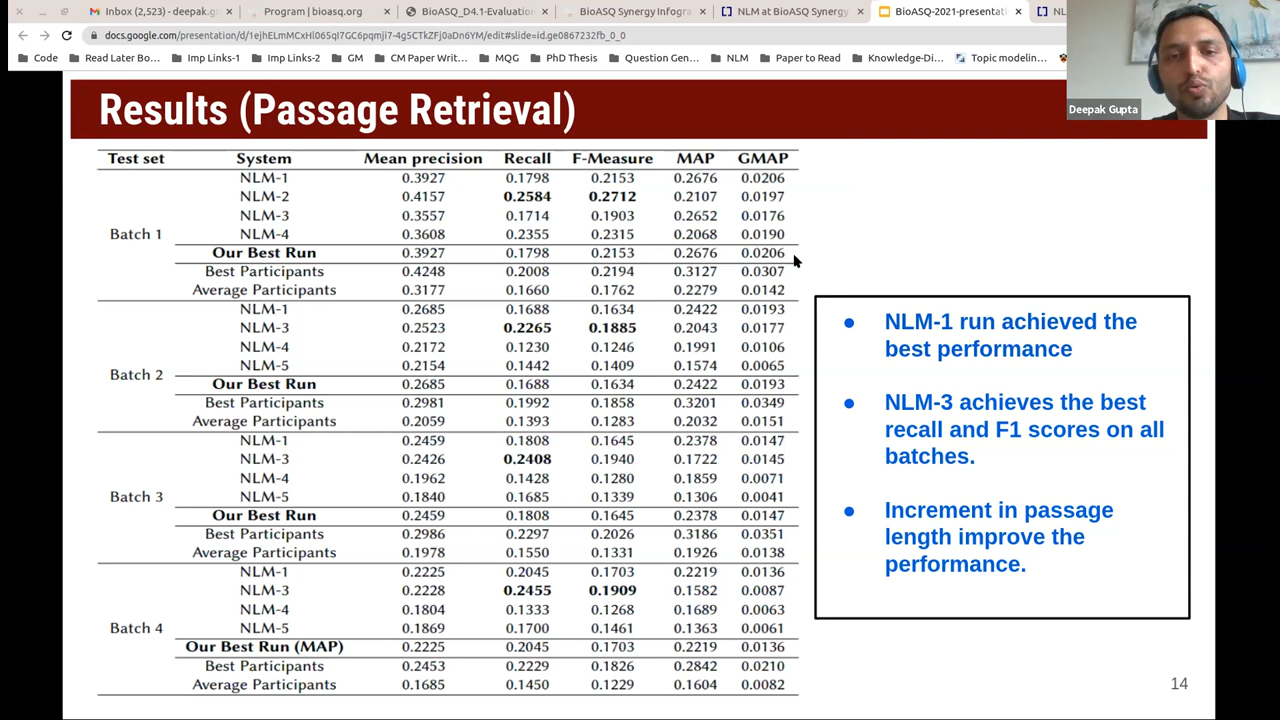 Inbox (2,523) - deepak.g
Program | bioasq.org
BioASQ_D4.1-Evaluation
BioASQ Synergy Infogra
NLM at BioASQ Synergy
BioASQ-2021-presentati
NL
docs.google.com/presentation/d/1ejhELmMCxHl065qI7GC6pqmji7-4g5CTkZFj0aDn6YM/edit#slide=id.ge0867232fb_0_0
Code
Read Later Bo...
Imp Links-1
Imp Links-2
GM
CM Paper Writ...
MQG
PhD Thesis
Question Gen...
NLM
Paper to Read
Knowledge-Di...
Topic modelin...
Deepak Gupta
Results (Passage Retrieval)
Test set System Mean precision Recall F-Measure MAP GMAP
NLM-1 0.3927 0.1798 0.2153 0.2676 0.0206
NLM-2 0.4157 0.2584 0.2712 0.2107 0.0197
NLM-3 0.3557 0.1714 0.1903 0.2652 0.0176
Batch 1 NLM-4 0.3608 0.2355 0.2315 0.2068 0.0190
Our Best Run 0.3927 0.1798 0.2153 0.2676 0.0206
Best Participants 0.4248 0.2008 0.2194 0.3127 0.0307
Average Participants 0.3177 0.1660 0.1762 0.2279 0.0142
NLM-1 0.2685 0.1688 0.1634 0.2422 0.0193
NLM-3 0.2523 0.2265 0.1885 0.2043 0.0177
NLM-4 0.2172 0.1230 0.1246 0.1991 0.0106
Batch 2 NLM-5 0.2154 0.1442 0.1409 0.1574 0.0065
Our Best Run 0.2685 0.1688 0.1634 0.2422 0.0193
Best Participants 0.2981 0.1992 0.1858 0.3201 0.0349
Average Participants 0.2059 0.1393 0.1283 0.2032 0.0151
NLM-1 0.2459 0.1808 0.1645 0.2378 0.0147
NLM-3 0.2426 0.2408 0.1940 0.1722 0.0145
NLM-4 0.1962 0.1428 0.1280 0.1859 0.0071
Batch 3 NLM-5 0.1840 0.1685 0.1339 0.1306 0.0041
Our Best Run 0.2459 0.1808 0.1645 0.2378 0.0147
Best Participants 0.2986 0.2297 0.2026 0.3186 0.0351
Average Participants 0.1978 0.1550 0.1331 0.1926 0.0138
NLM-1 0.2225 0.2045 0.1703 0.2219 0.0136
NLM-3 0.2228 0.2455 0.1909 0.1582 0.0087
NLM-4 0.1804 0.1333 0.1268 0.1689 0.0063
Batch 4 NLM-5 0.1869 0.1700 0.1461 0.1363 0.0061
Our Best Run (MAP) 0.2225 0.2045 0.1703 0.2219 0.0136
Best Participants 0.2453 0.2229 0.1826 0.2842 0.0210
Average Participants 0.1685 0.1450 0.1229 0.1604 0.0082
● NLM-1 run achieved the
best performance
● NLM-3 achieves the best
recall and F1 scores on all
batches.
● Increment in passage
length improve the
performance.
14